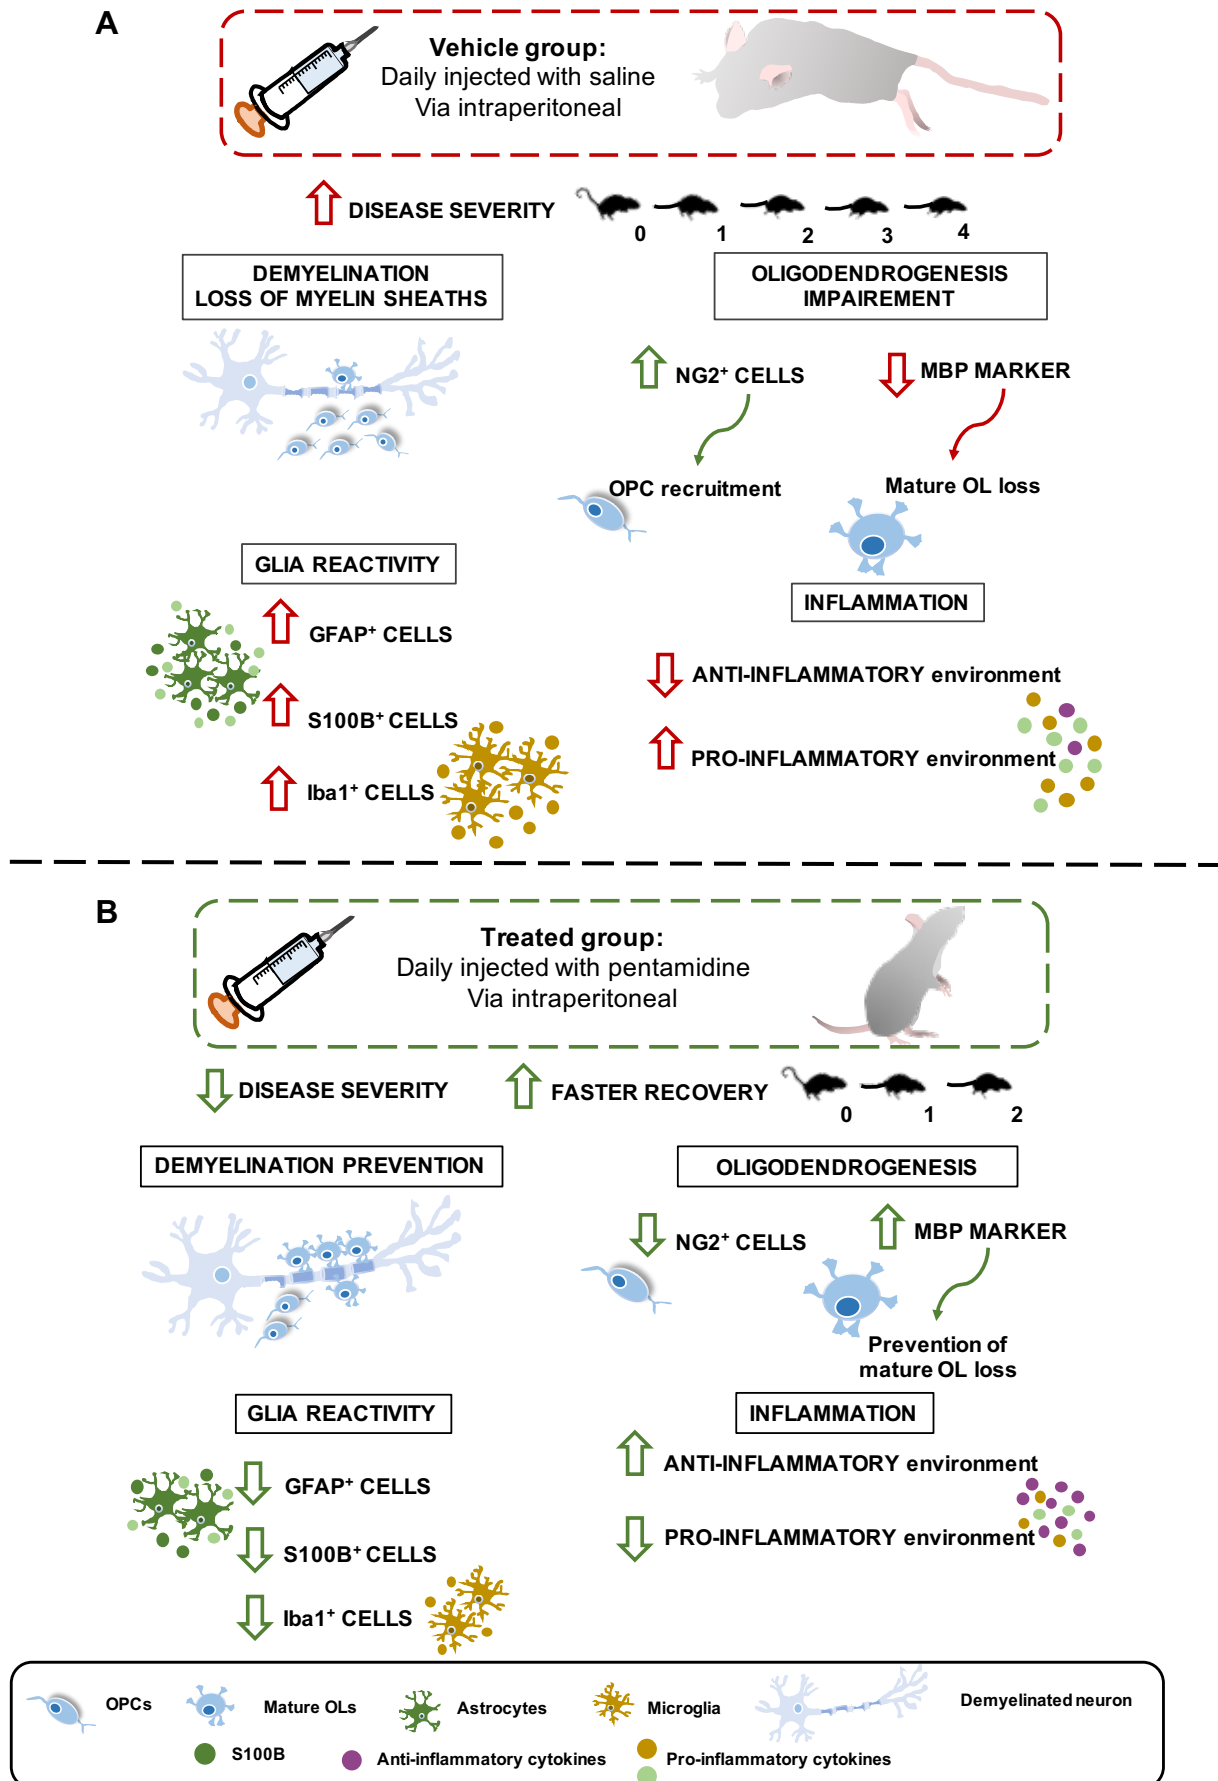 A
Vehicle group:
Daily injected with saline
Via intraperitoneal
DISEASE SEVERITY
0 1 2 3 4
DEMYELINATION
LOSS OF MYELIN SHEATHS
OLIGODENDROGENESIS
IMPAIREMENT
NG2⁺ CELLS
MBP MARKER
OPC recruitment
Mature OL loss
GLIA REACTIVITY
GFAP⁺ CELLS
S100B⁺ CELLS
Iba1⁺ CELLS
INFLAMMATION
ANTI-INFLAMMATORY environment
PRO-INFLAMMATORY environment
B
Treated group:
Daily injected with pentamidine
Via intraperitoneal
DISEASE SEVERITY
FASTER RECOVERY
0 1 2
DEMYELINATION PREVENTION
OLIGODENDROGENESIS
NG2⁺ CELLS
MBP MARKER
Prevention of
mature OL loss
GLIA REACTIVITY
GFAP⁺ CELLS
S100B⁺ CELLS
Iba1⁺ CELLS
INFLAMMATION
ANTI-INFLAMMATORY environment
PRO-INFLAMMATORY environment
OPCs
Mature OLs
Astrocytes
Microglia
Demyelinated neuron
S100B
Anti-inflammatory cytokines
Pro-inflammatory cytokines